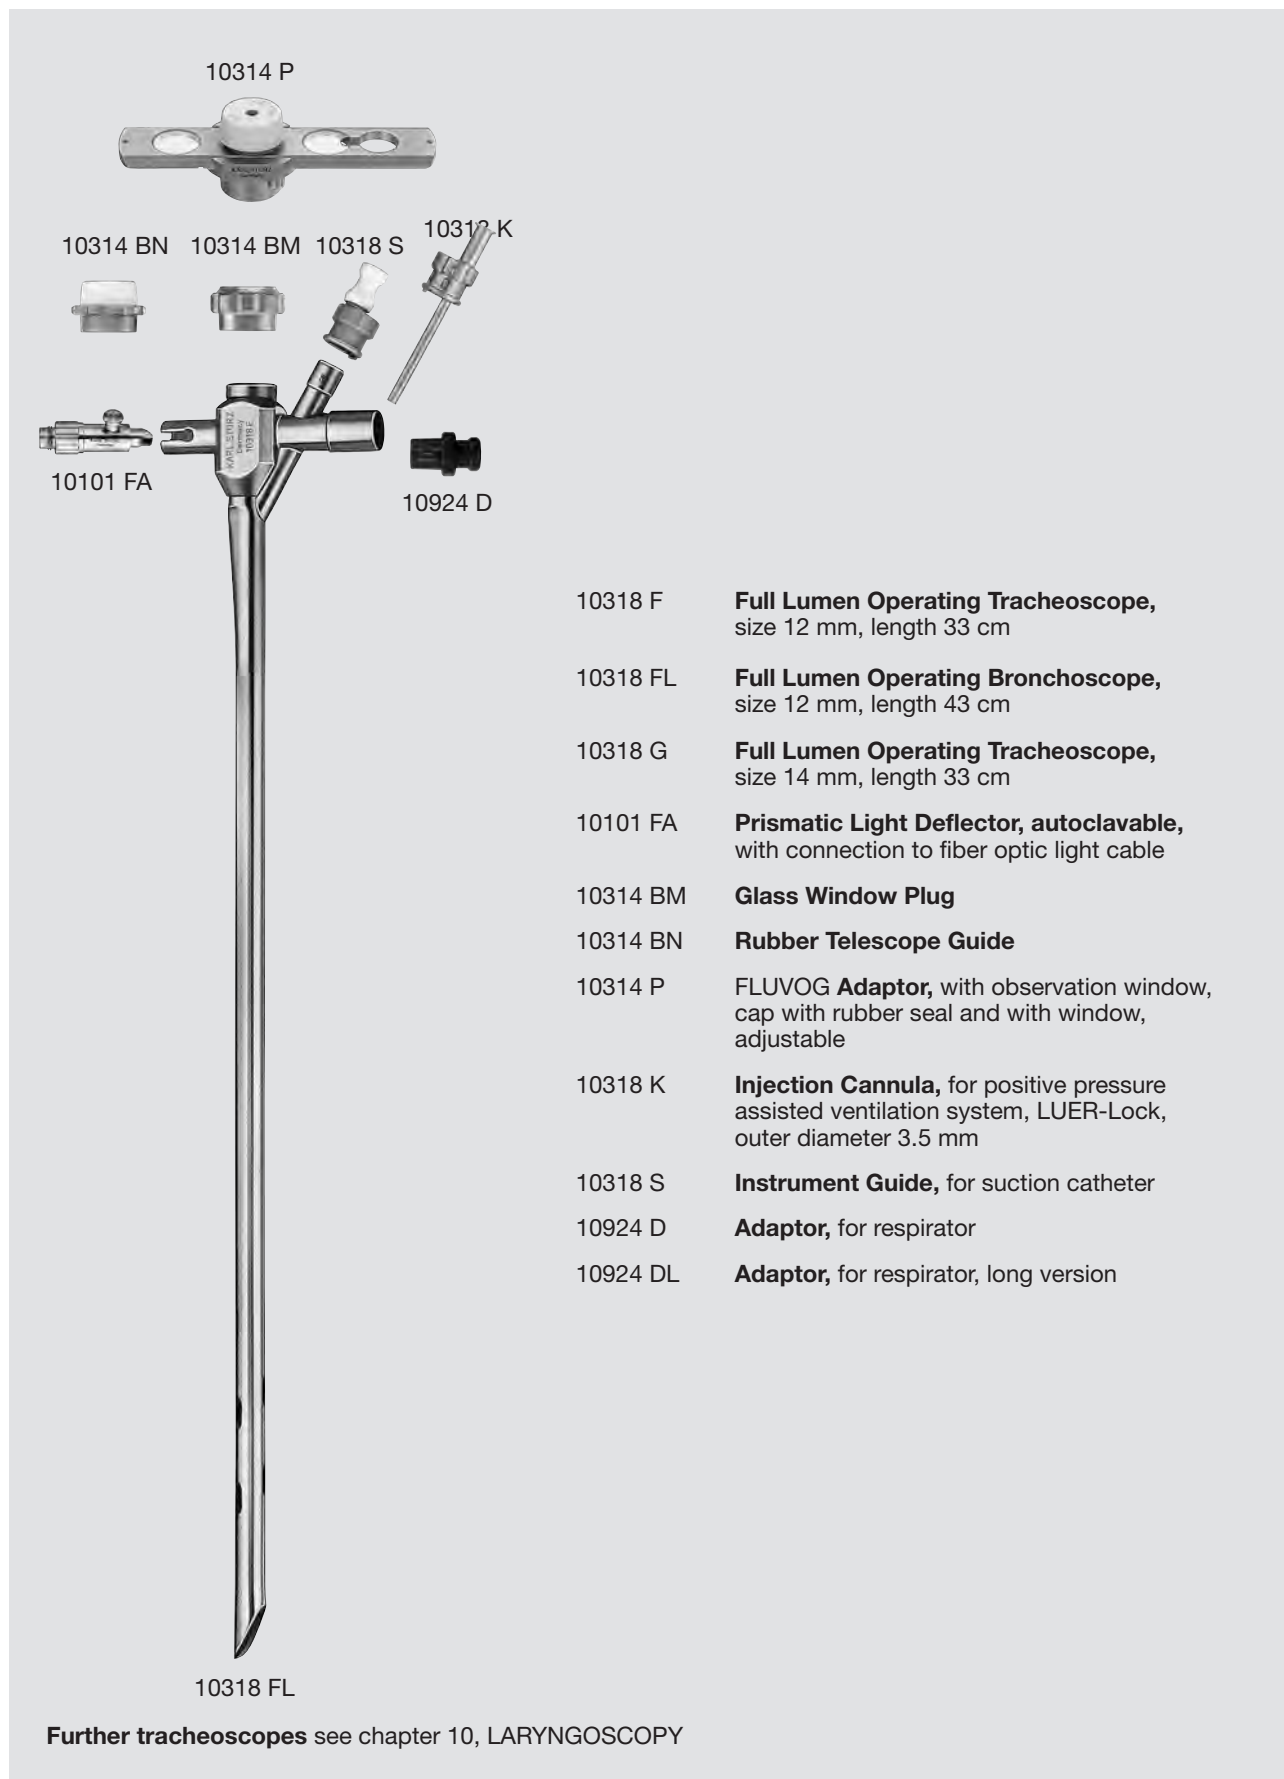 10314 P
10314 BN 10314 BM 10318 S 10318 K
KARL STORZ
Germany
10101 FA
10924 D
10318 F Full Lumen Operating Tracheoscope,
size 12 mm, length 33 cm
10318 FL Full Lumen Operating Bronchoscope,
size 12 mm, length 43 cm
10318 G Full Lumen Operating Tracheoscope,
size 14 mm, length 33 cm
10101 FA Prismatic Light Deflector, autoclavable,
with connection to fiber optic light cable
10314 BM Glass Window Plug
10314 BN Rubber Telescope Guide
10314 P FLUVOG Adaptor, with observation window,
cap with rubber seal and with window,
adjustable
10318 K Injection Cannula, for positive pressure
assisted ventilation system, LUER-Lock,
outer diameter 3.5 mm
10318 S Instrument Guide, for suction catheter
10924 D Adaptor, for respirator
10924 DL Adaptor, for respirator, long version
10318 FL
Further tracheoscopes see chapter 10, LARYNGOSCOPY